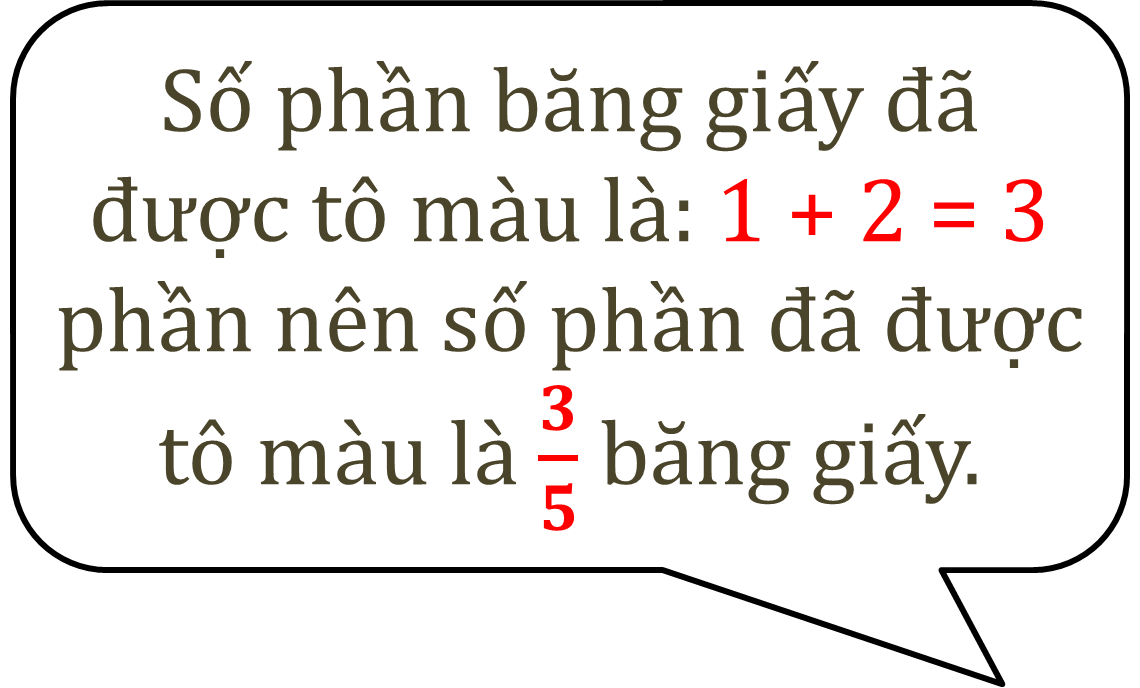 Số phần băng giấy đã
được tô màu là: 1 + 2 = 3
phần nên số phần đã được
tô màu là 3/5 băng giấy.